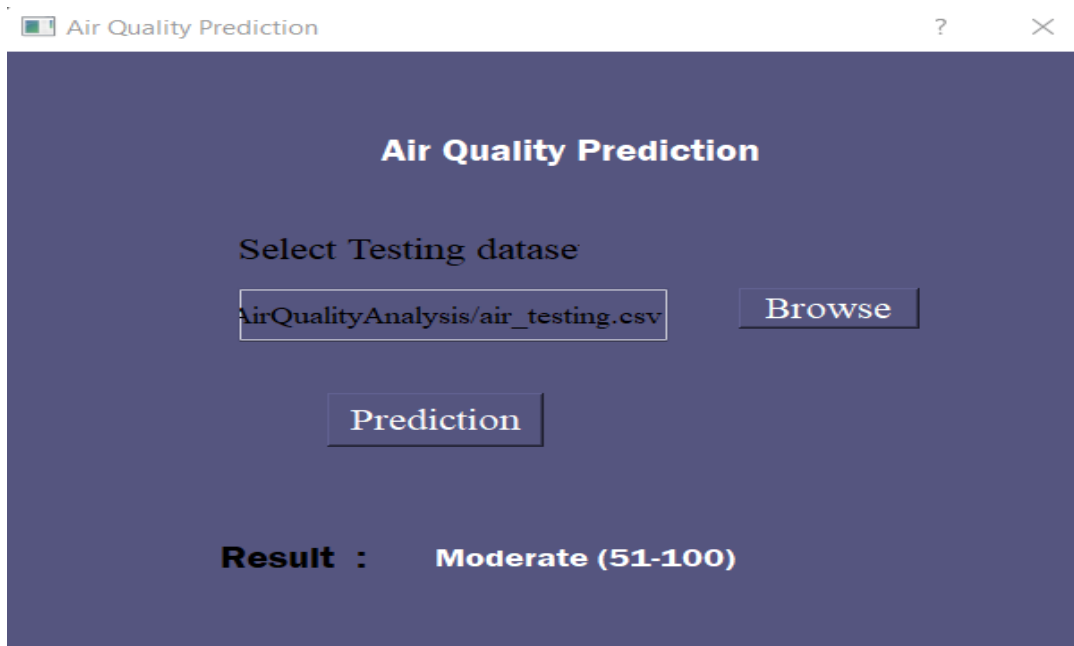 Air Quality Prediction ?
Air Quality Prediction
Select Testing datase
AirQualityAnalysis/air_testing.csv
Browse
Prediction
Result : Moderate (51-100)